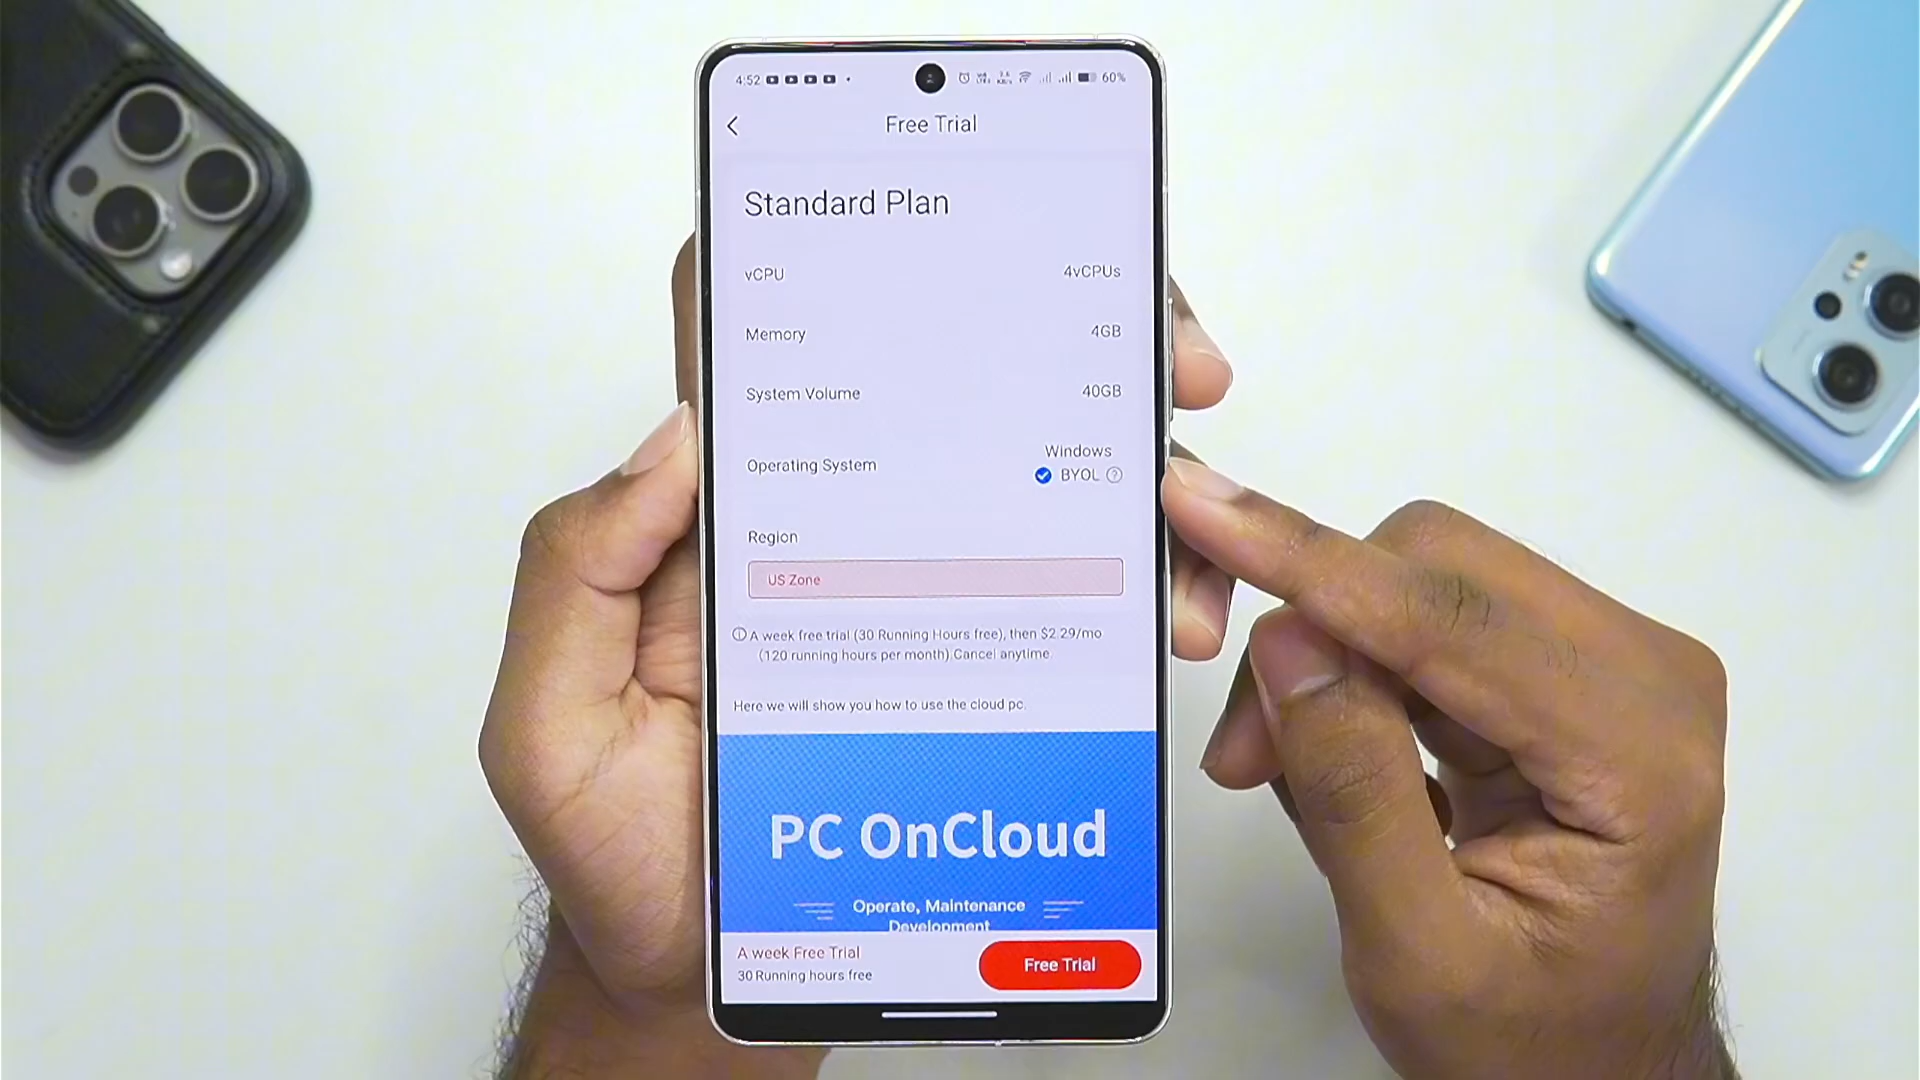 4:52
60%
Free Trial
Standard Plan
vCPU
4vCPUs
Memory
4GB
System Volume
40GB
Operating System
Windows
BYOL
Region
US Zone
A week free trial (30 Running Hours free), then $2.29/mo
(120 running hours per month).Cancel anytime.
Here we will show you how to use the cloud pc.
PC OnCloud
Operate, Maintenance
Development
A week Free Trial
30 Running hours free
Free Trial